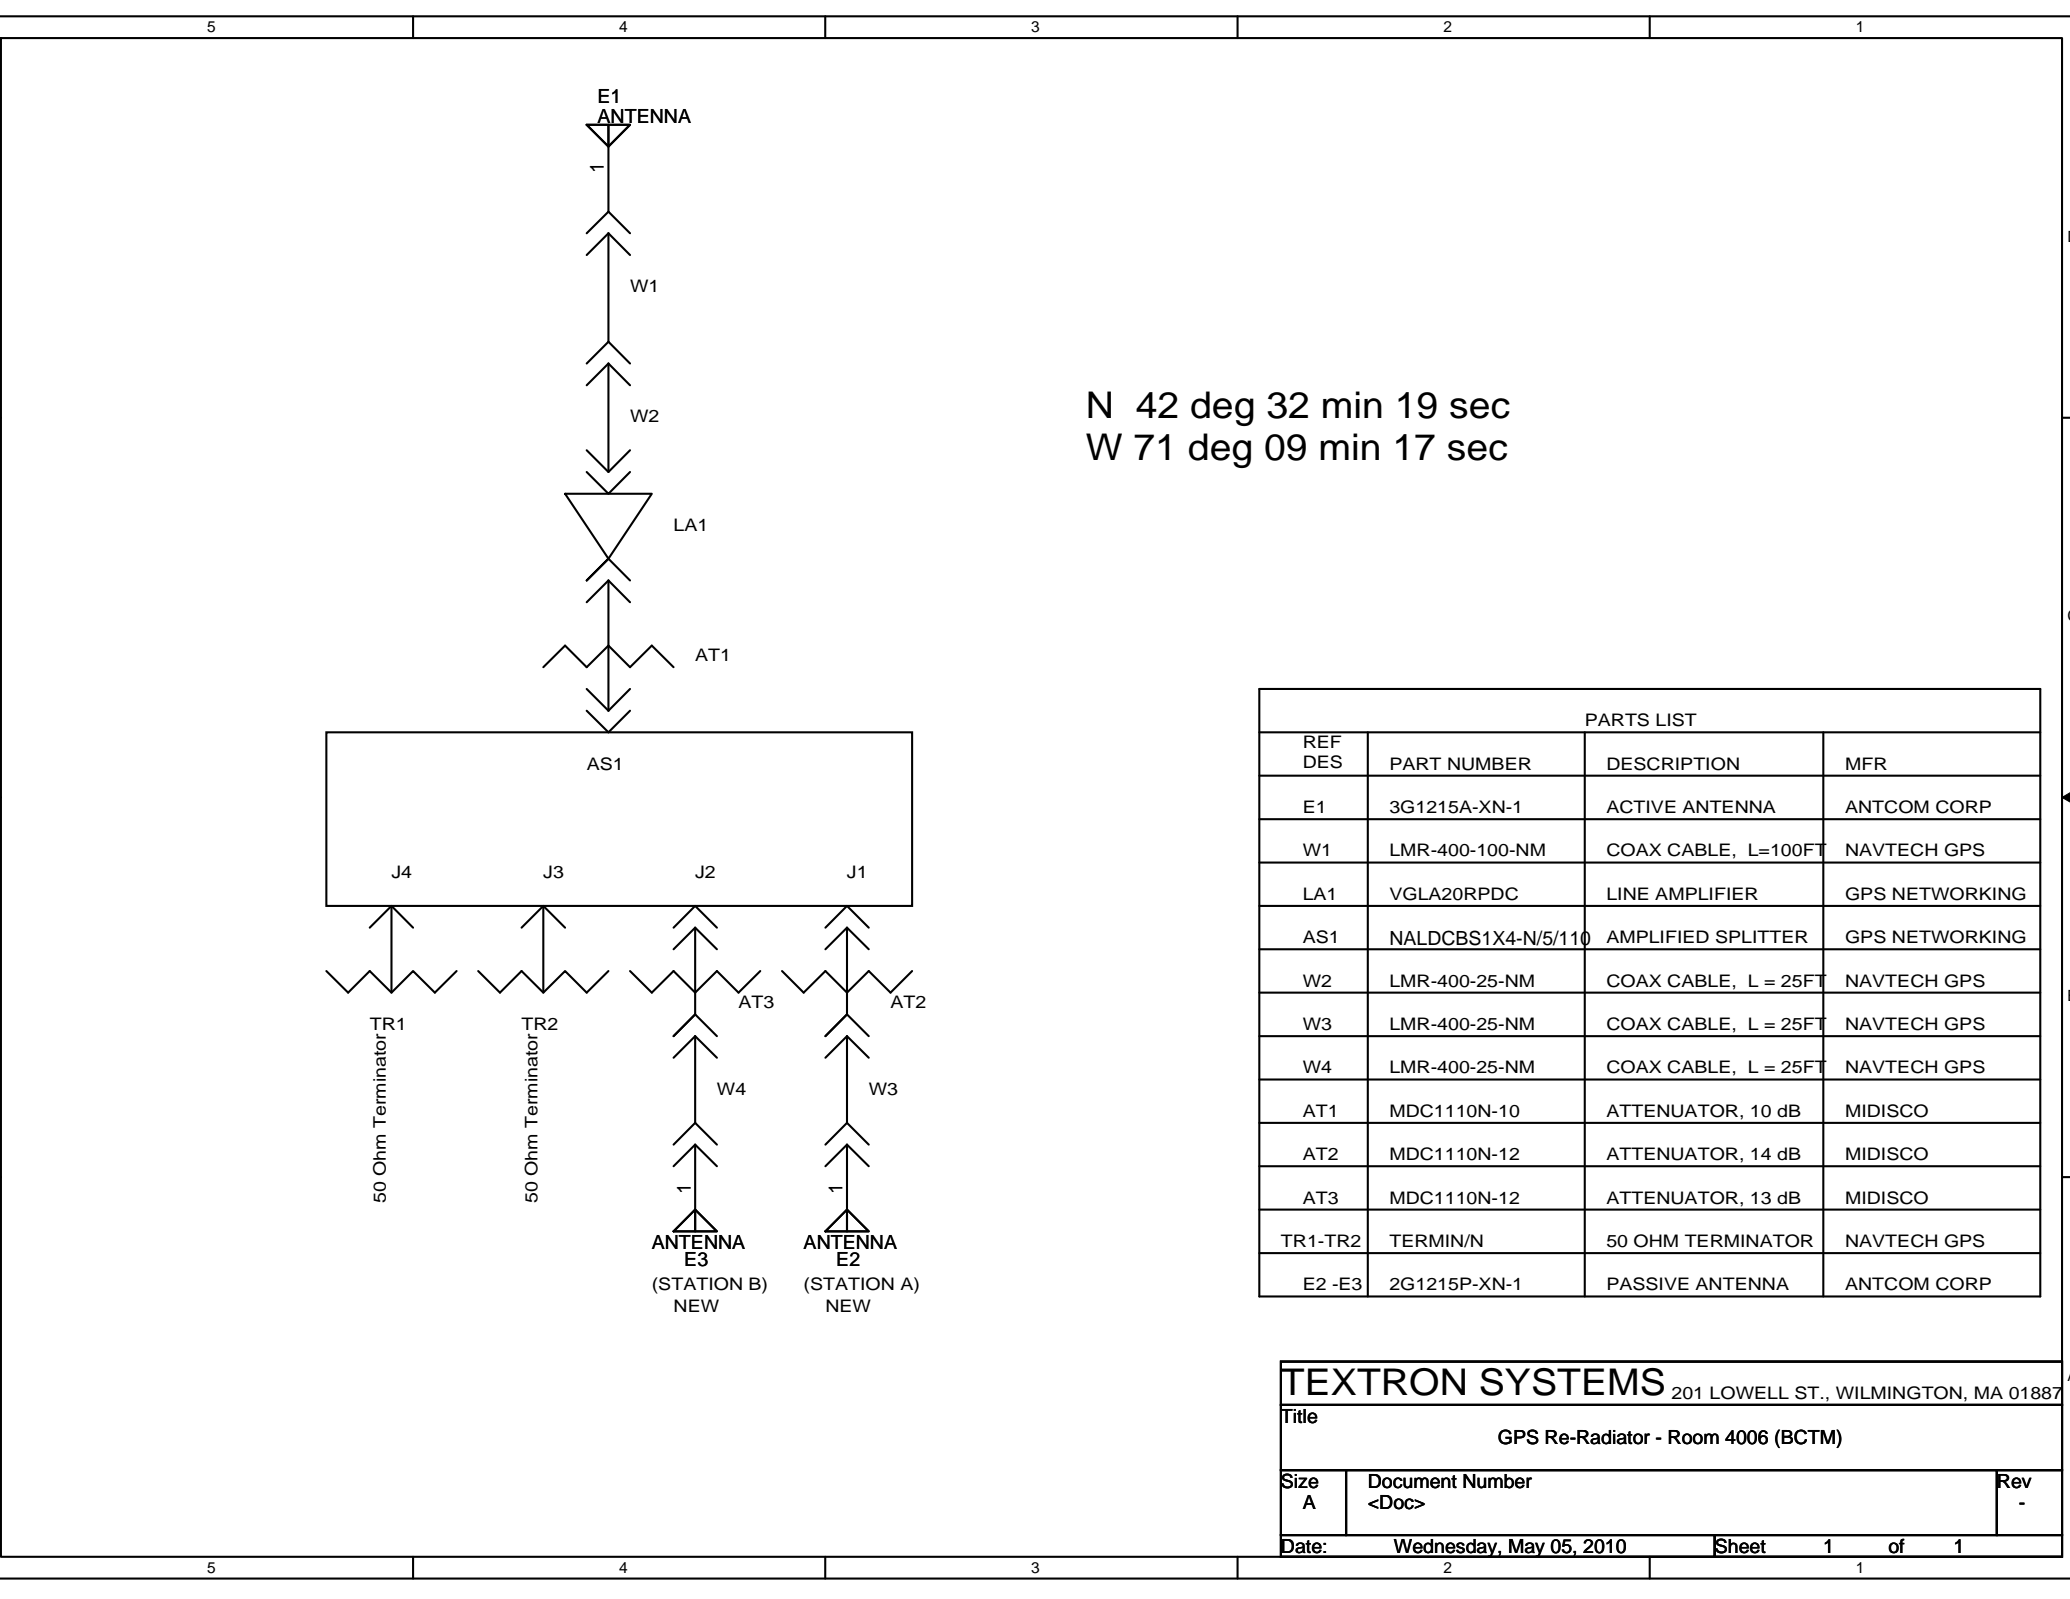 5 4 3 2 1
E1
ANTENNA
1
W1
W2
N 42 deg 32 min 19 sec
W 71 deg 09 min 17 sec
LA1
AT1
AS1
J4 J3 J2 J1
AT3 AT2
TR1 TR2
50 Ohm Terminator 50 Ohm Terminator
W4 W3
1 1
ANTENNA ANTENNA
E3 E2
(STATION B) (STATION A)
NEW NEW
PARTS LIST
REF
DES PART NUMBER DESCRIPTION MFR
E1 3G1215A-XN-1 ACTIVE ANTENNA ANTCOM CORP
W1 LMR-400-100-NM COAX CABLE, L=100FT NAVTECH GPS
LA1 VGLA20RPDC LINE AMPLIFIER GPS NETWORKING
AS1 NALDCBS1X4-N/5/110 AMPLIFIED SPLITTER GPS NETWORKING
W2 LMR-400-25-NM COAX CABLE, L = 25FT NAVTECH GPS
W3 LMR-400-25-NM COAX CABLE, L = 25FT NAVTECH GPS
W4 LMR-400-25-NM COAX CABLE, L = 25FT NAVTECH GPS
AT1 MDC1110N-10 ATTENUATOR, 10 dB MIDISCO
AT2 MDC1110N-12 ATTENUATOR, 14 dB MIDISCO
AT3 MDC1110N-12 ATTENUATOR, 13 dB MIDISCO
TR1-TR2 TERMIN/N 50 OHM TERMINATOR NAVTECH GPS
E2 -E3 2G1215P-XN-1 PASSIVE ANTENNA ANTCOM CORP
TEXTRON SYSTEMS 201 LOWELL ST., WILMINGTON, MA 01887
Title
GPS Re-Radiator - Room 4006 (BCTM)
Size Document Number Rev
A <Doc> -
Date: Wednesday, May 05, 2010 Sheet 1 of 1
5 4 3 2 1